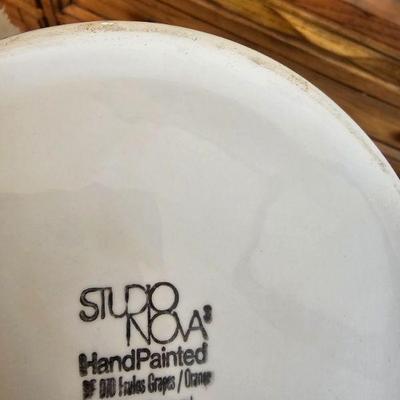 STUDIO
NOVA®
HandPainted
Grapes / Orange